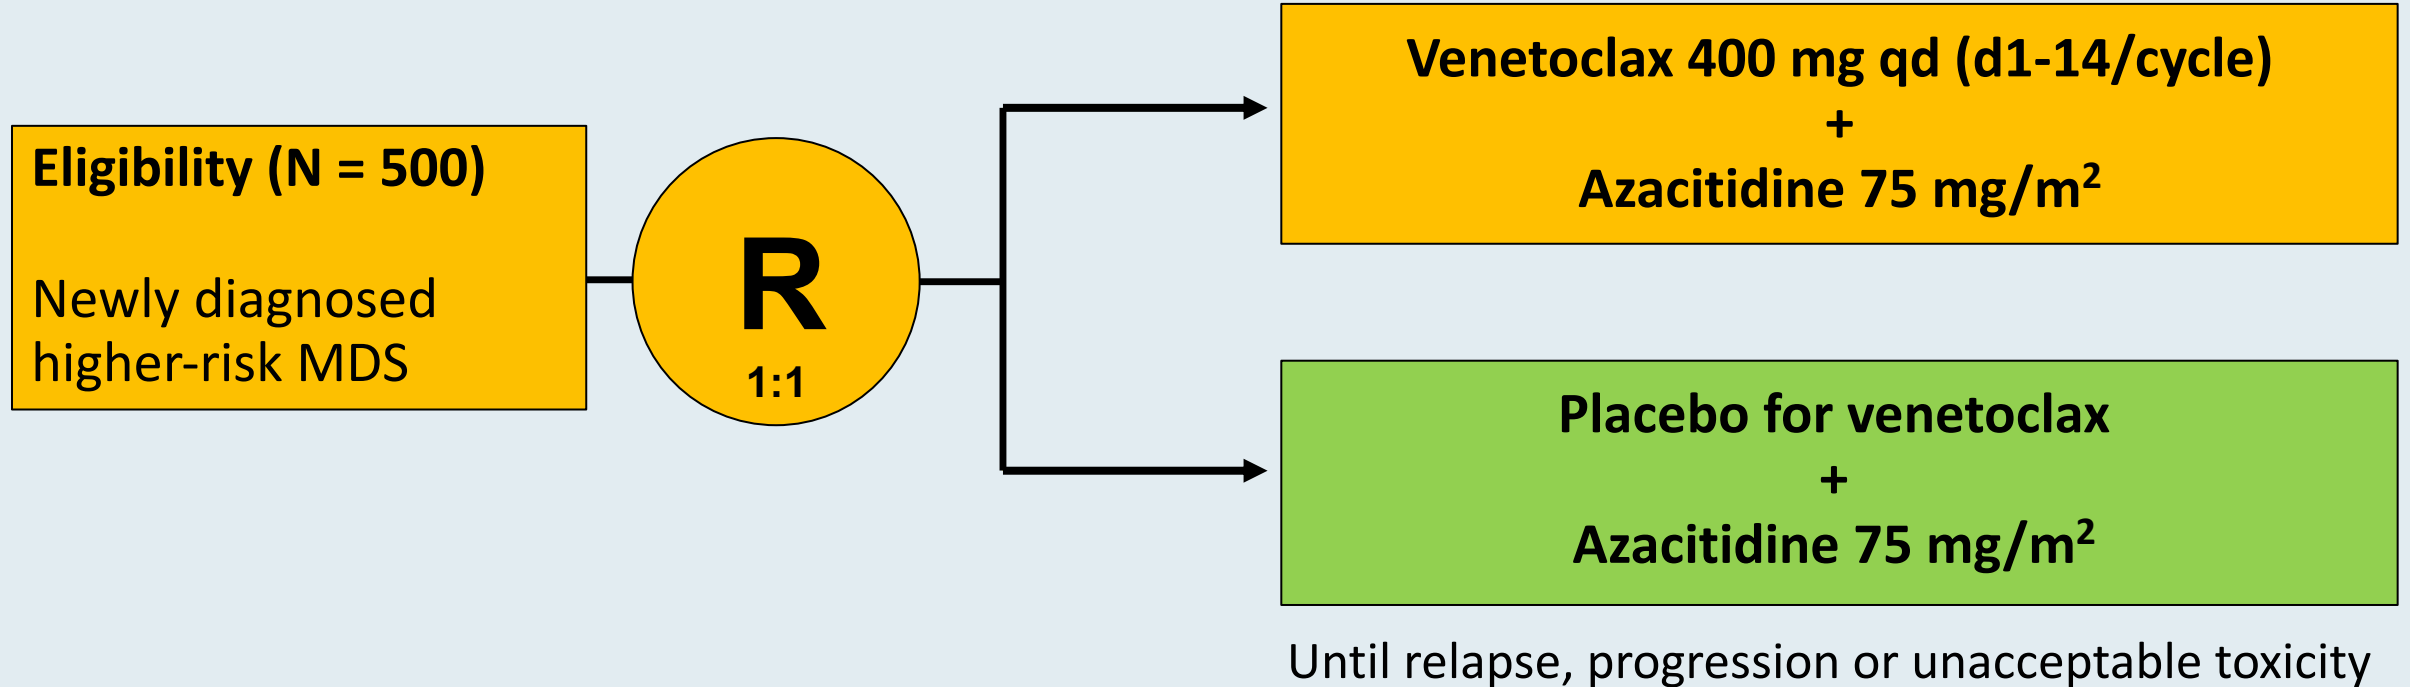 Eligibility (N = 500)
Newly diagnosed
higher-risk MDS
R
1:1
Venetoclax 400 mg qd (d1-14/cycle)
+
Azacitidine 75 mg/m²
Placebo for venetoclax
+
Azacitidine 75 mg/m²
Until relapse, progression or unacceptable toxicity